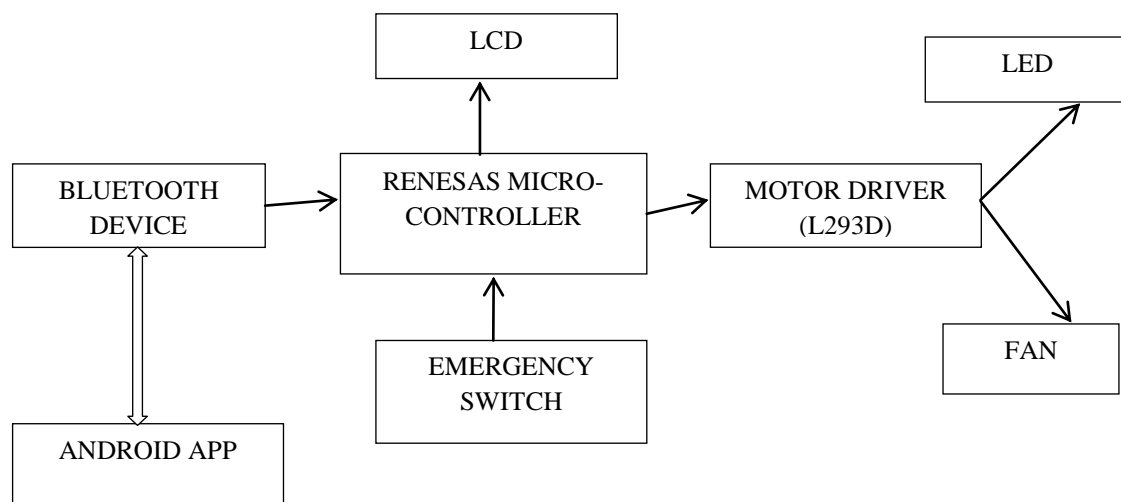 LCD
LED
BLUETOOTH
DEVICE
RENESAS MICRO-
CONTROLLER
MOTOR DRIVER
(L293D)
EMERGENCY
SWITCH
FAN
ANDROID APP